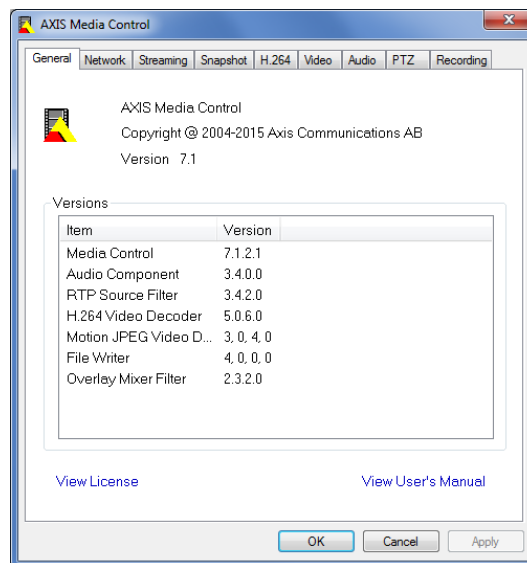 AXIS Media Control
General Network Streaming Snapshot H.264 Video Audio PTZ Recording
AXIS Media Control
Copyright @ 2004-2015 Axis Communications AB
Version 7.1
Versions
Item Version
Media Control 7.1.2.1
Audio Component 3.4.0.0
RTP Source Filter 3.4.2.0
H.264 Video Decoder 5.0.6.0
Motion JPEG Video D... 3, 0, 4, 0
File Writer 4, 0, 0, 0
Overlay Mixer Filter 2.3.2.0
View License View User's Manual
OK Cancel Apply